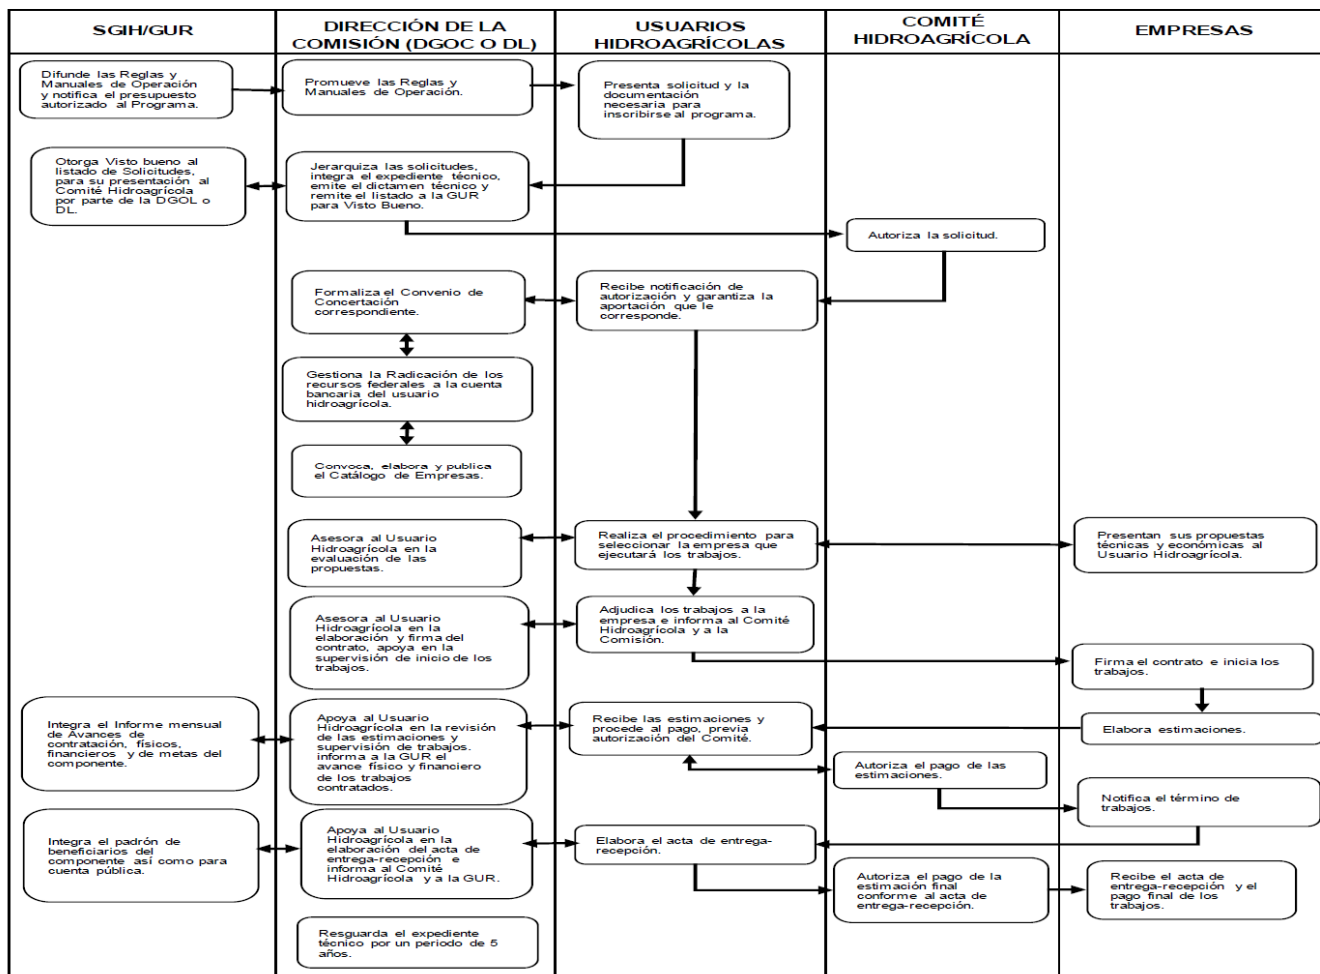 SGIH/GUR
DIRECCIÓN DE LA
COMISIÓN (DGOC O DL)
USUARIOS
HIDROAGRÍCOLAS
COMITÉ
HIDROAGRÍCOLA
EMPRESAS
Difunde las Reglas y
Manuales de Operación
y notifica el presupuesto
autorizado al Programa.
Promueve las Reglas y
Manuales de Operación.
Presenta solicitud y la
documentación
necesaria para
inscribirse al programa.
Otorga Visto bueno al
listado de Solicitudes,
para su presentación al
Comité Hidroagrícola
por parte de la DGOL o
DL.
Jerarquiza las solicitudes,
integra el expediente técnico,
emite el dictamen técnico y
remite el listado a la GUR
para Visto Bueno.
Autoriza la solicitud.
Formaliza el Convenio de
Concertación
correspondiente.
Recibe notificación de
autorización y garantiza la
aportación que le
corresponde.
Gestiona la Radicación de los
recursos federales a la cuenta
bancaria del usuario
hidroagrícola.
Convoca, elabora y publica
el Catálogo de Empresas.
Asesora al Usuario
Hidroagrícola en la
evaluación de las
propuestas.
Realiza el procedimiento para
seleccionar la empresa que
ejecutará los trabajos.
Presentan sus propuestas
técnicas y económicas al
Usuario Hidroagrícola.
Asesora al Usuario
Hidroagrícola en la
elaboración y firma del
contrato, apoya en la
supervisión de inicio de los
trabajos.
Adjudica los trabajos a la
empresa e informa al Comité
Hidroagrícola y a la
Comisión.
Firma el contrato e inicia los
trabajos.
Integra el Informe mensual
de Avances de
contratación, físicos,
financieros y de metas del
componente.
Apoya al Usuario
Hidroagrícola en la revisión
de las estimaciones y
supervisión de trabajos.
informa a la GUR el
avance físico y financiero
de los trabajos
contratados.
Recibe las estimaciones y
procede al pago, previa
autorización del Comité.
Elabora estimaciones.
Autoriza el pago de las
estimaciones.
Notifica el término de
trabajos.
Integra el padrón de
beneficiarios del
componente así como para
cuenta pública.
Apoya al Usuario
Hidroagrícola en la
elaboración del acta de
entrega-recepción e
informa al Comité
Hidroagrícola y a la GUR.
Elabora el acta de entrega-
recepción.
Autoriza el pago de la
estimación final
conforme al acta de
entrega-recepción.
Recibe el acta de
entrega-recepción y el
pago final de los
trabajos.
Resguarda el expediente
técnico por un periodo de 5
años.